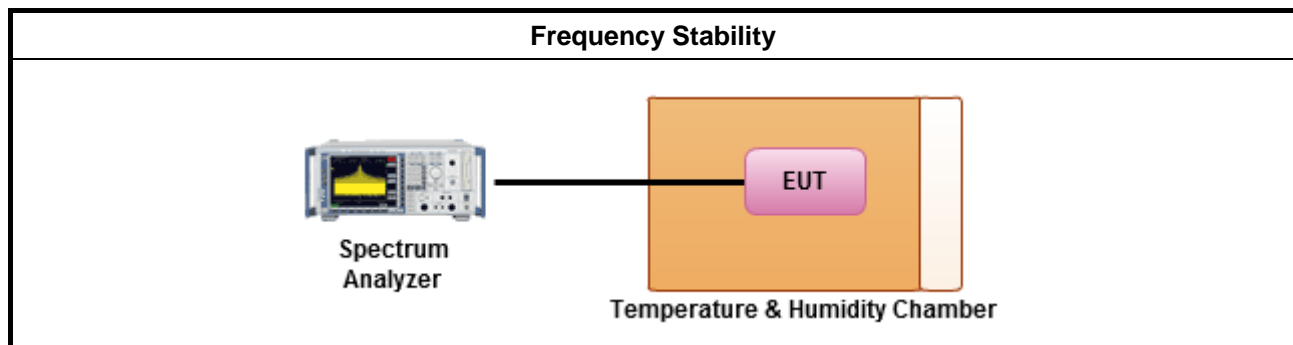 Frequency Stability
EUT
Spectrum
Analyzer
Temperature & Humidity Chamber